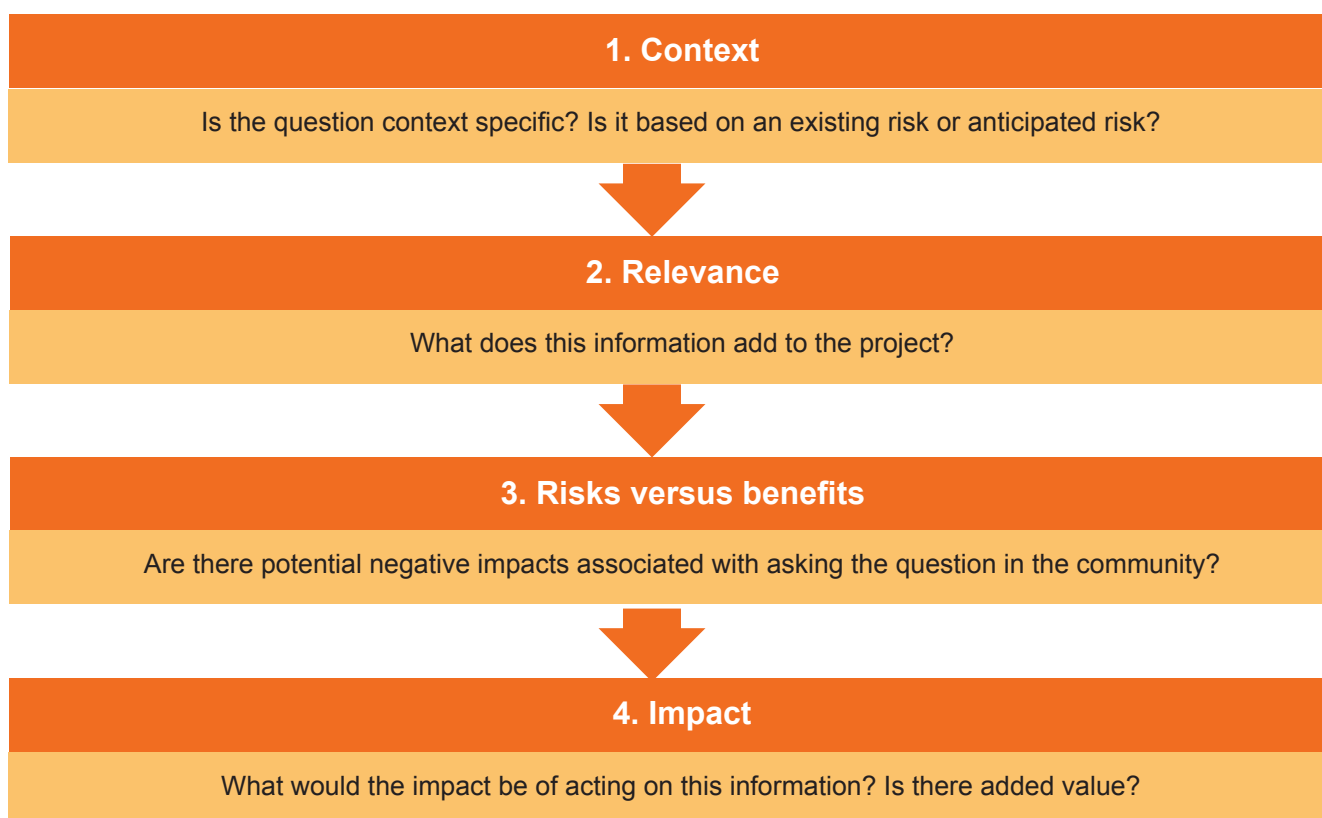 1. Context
Is the question context specific? Is it based on an existing risk or anticipated risk?
2. Relevance
What does this information add to the project?
3. Risks versus benefits
Are there potential negative impacts associated with asking the question in the community?
4. Impact
What would the impact be of acting on this information? Is there added value?